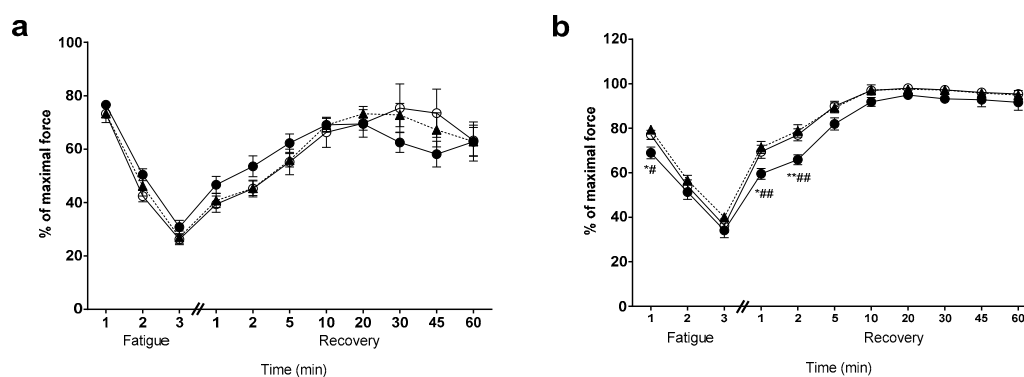 a
100
80
60
40
20
0
% of maximal force
1 2 3 1 2 5 10 20 30 45 60
Fatigue Recovery
Time (min)
b
120
100
80
60
40
20
0
% of maximal force
*#
*##
**##
1 2 3 1 2 5 10 20 30 45 60
Fatigue Recovery
Time (min)